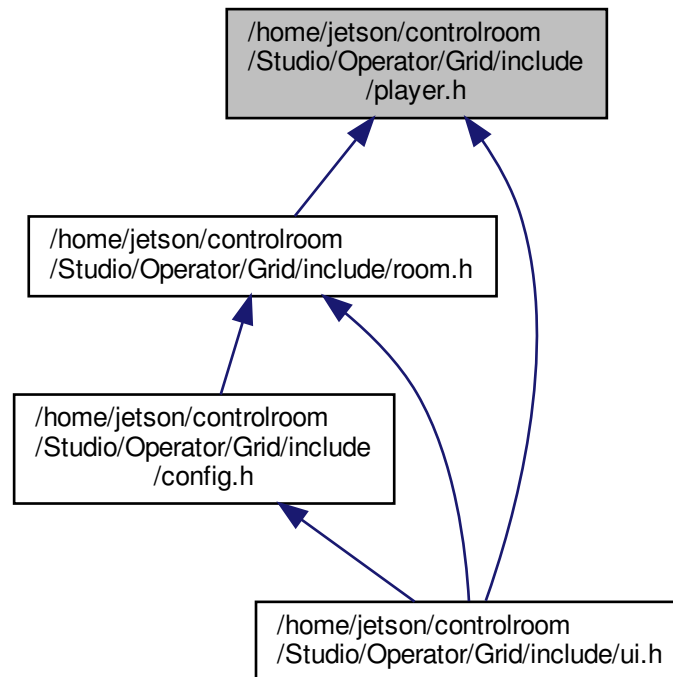 /home/jetson/controlroom
/Studio/Operator/Grid/include
/player.h
/home/jetson/controlroom
/Studio/Operator/Grid/include/room.h
/home/jetson/controlroom
/Studio/Operator/Grid/include
/config.h
/home/jetson/controlroom
/Studio/Operator/Grid/include/ui.h